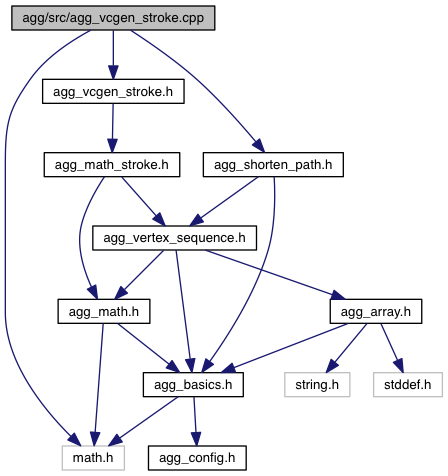 agg/src/agg_vcgen_stroke.cpp
agg_vcgen_stroke.h
agg_math_stroke.h
agg_shorten_path.h
agg_vertex_sequence.h
agg_math.h
agg_array.h
agg_basics.h
string.h
stddef.h
math.h
agg_config.h